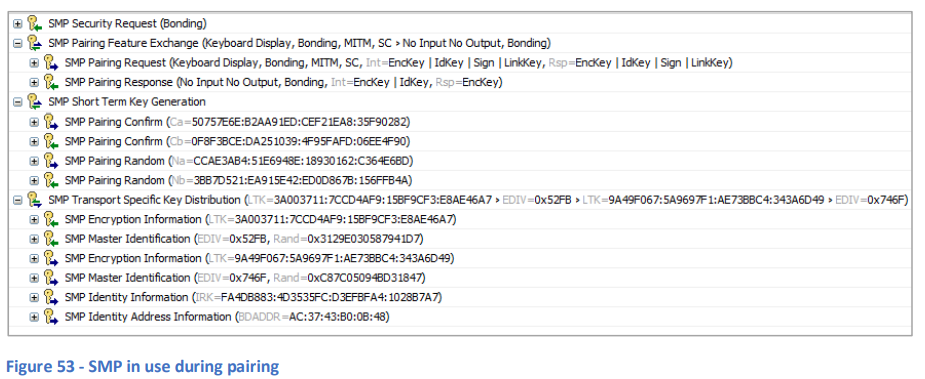 SMP Security Request (Bonding)
SMP Pairing Feature Exchange (Keyboard Display, Bonding, MITM, SC > No Input No Output, Bonding)
SMP Pairing Request (Keyboard Display, Bonding, MITM, SC, Int=EncKey | IdKey | Sign | LinkKey, Rsp=EncKey | IdKey | Sign | LinkKey)
SMP Pairing Response (No Input No Output, Bonding, Int=EncKey | IdKey, Rsp=EncKey)
SMP Short Term Key Generation
SMP Pairing Confirm (Ca=50757E6E:B2AA91ED:CEF21EA8:35F90282)
SMP Pairing Confirm (Cb=0F8F3BCE:DA251039:4F95FAFD:06EE4F90)
SMP Pairing Random (Na=CCAE3AB4:51E6948E:18930162:C364E6BD)
SMP Pairing Random (Nb=3BB7D521:EA915E42:ED0D867B:156FFB4A)
SMP Transport Specific Key Distribution (LTK=3A003711:7CCD4AF9:15BF9CF3:E8AE46A7 > EDIV=0x52FB > LTK=9A49F067:5A9697F1:AE73BBC4:343A6D49 > EDIV=0x746F)
SMP Encryption Information (LTK=3A003711:7CCD4AF9:15BF9CF3:E8AE46A7)
SMP Master Identification (EDIV=0x52FB, Rand=0x3129E030587941D7)
SMP Encryption Information (LTK=9A49F067:5A9697F1:AE73BBC4:343A6D49)
SMP Master Identification (EDIV=0x746F, Rand=0xC87C05094BD31847)
SMP Identity Information (IRK=FA4DB883:4D3535FC:D3EFBFA4:1028B7A7)
SMP Identity Address Information (BDADDR=AC:37:43:B0:0B:48)
Figure 53 - SMP in use during pairing